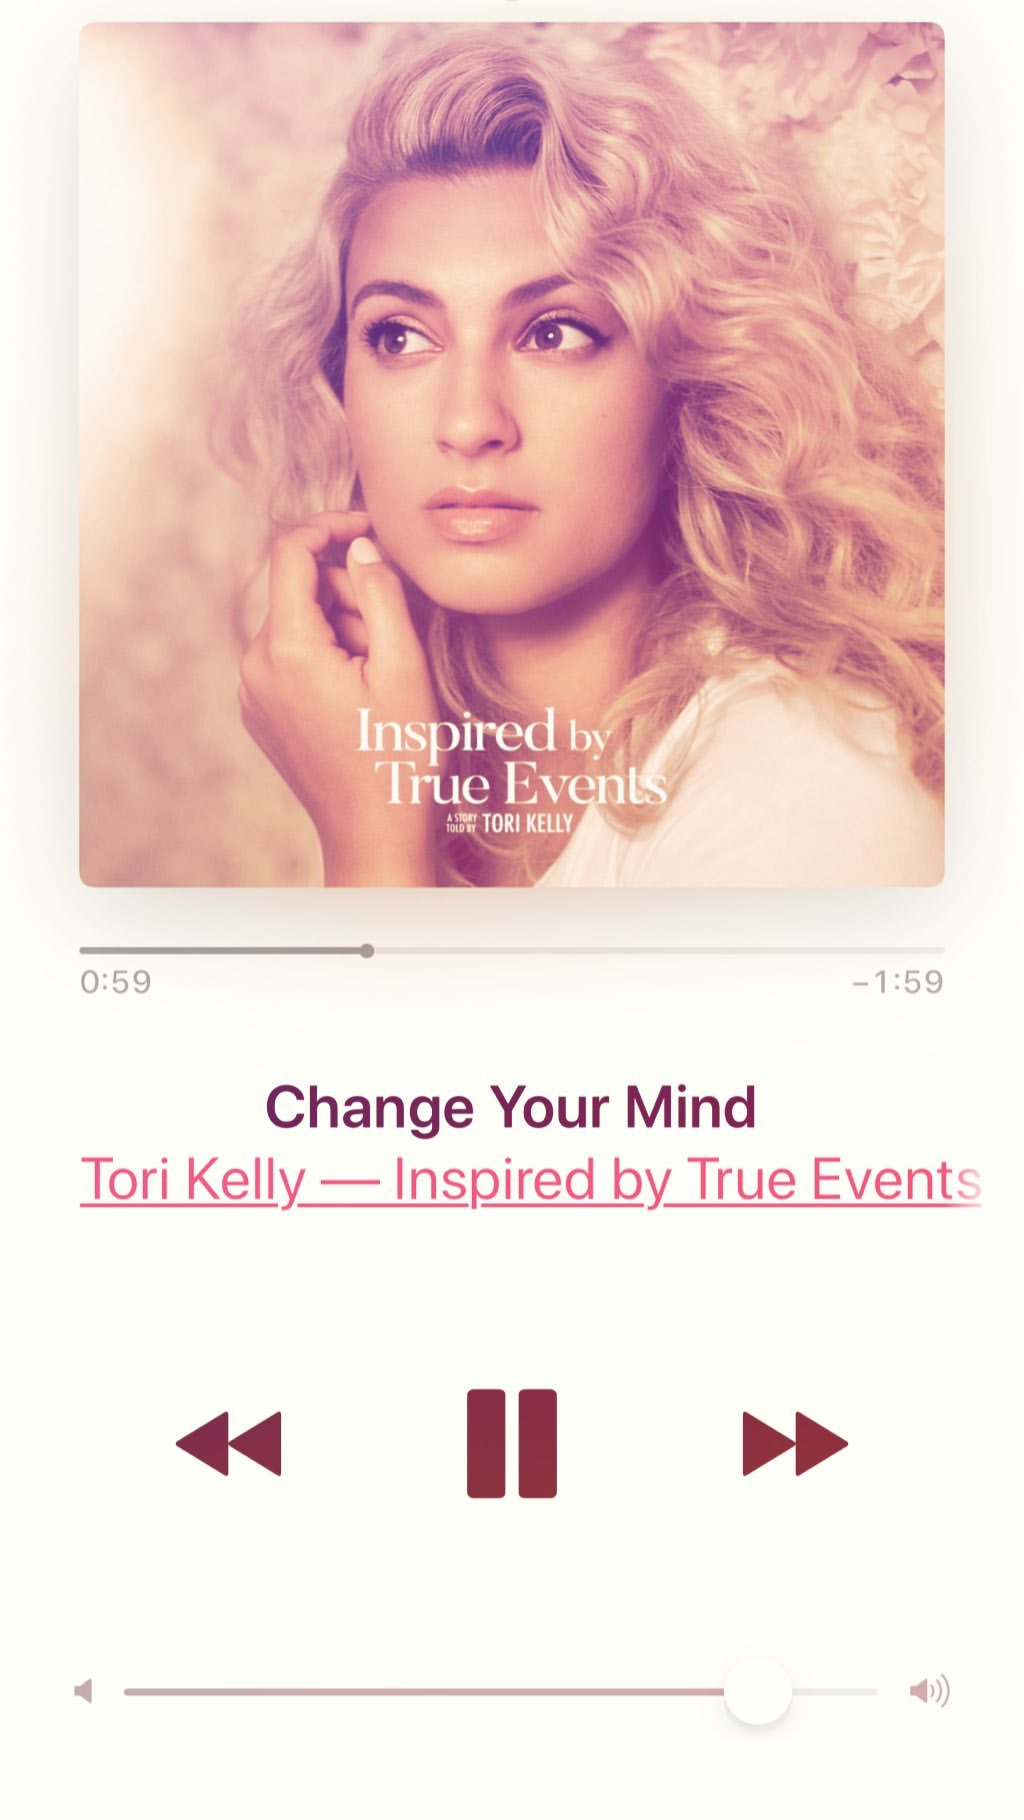 Inspired by
True Events
A STORY
TOLD BY TORI KELLY
0:59 −1:59
Change Your Mind
Tori Kelly — Inspired by True Events